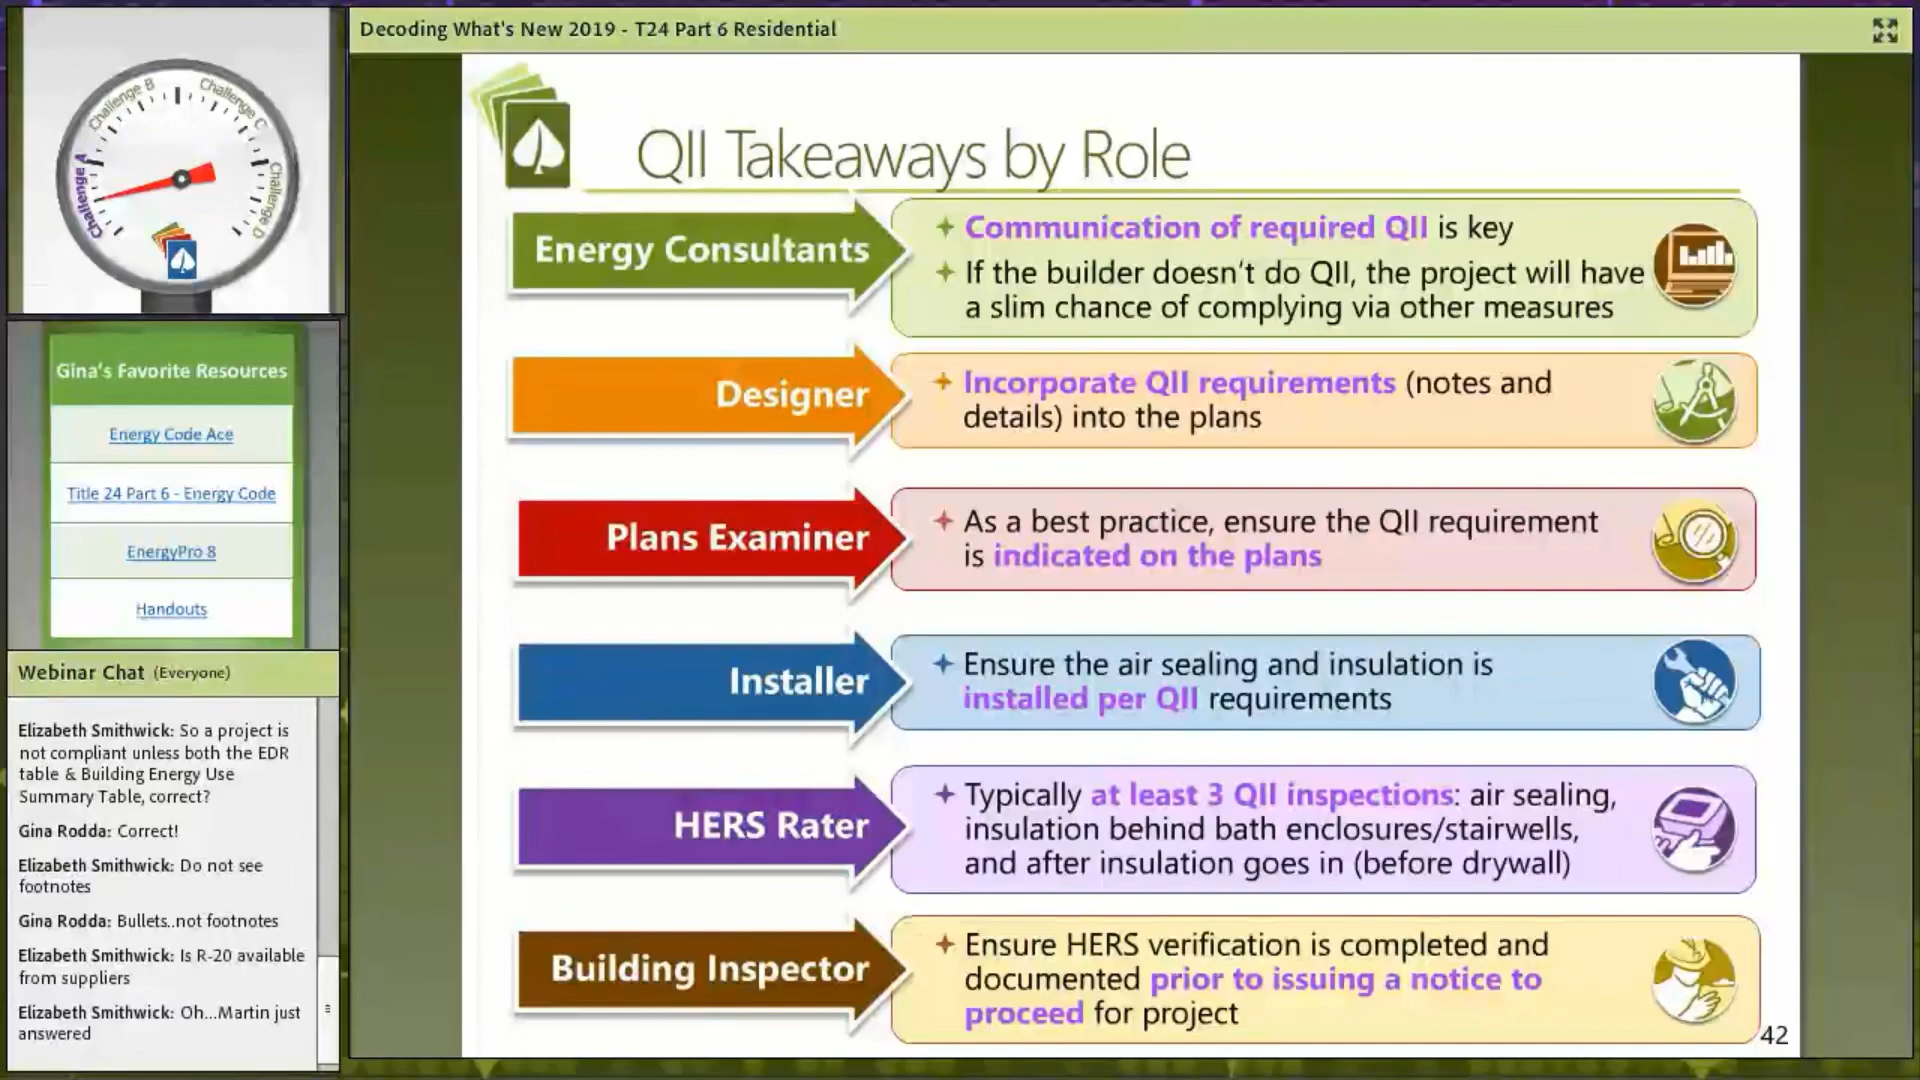 Decoding What's New 2019 - T24 Part 6 Residential
Challenge A
Challenge B
Challenge C
Challenge D
Gina's Favorite Resources
Energy Code Ace
Title 24 Part 6 - Energy Code
EnergyPro 8
Handouts
Webinar Chat (Everyone)
Elizabeth Smithwick: So a project is
not compliant unless both the EDR
table & Building Energy Use
Summary Table, correct?
Gina Rodda: Correct!
Elizabeth Smithwick: Do not see
footnotes
Gina Rodda: Bullets..not footnotes
Elizabeth Smithwick: Is R-20 available
from suppliers
Elizabeth Smithwick: Oh...Martin just
answered
QII Takeaways by Role
Energy Consultants
Communication of required QII is key
If the builder doesn't do QII, the project will have
a slim chance of complying via other measures
Designer
Incorporate QII requirements (notes and
details) into the plans
Plans Examiner
As a best practice, ensure the QII requirement
is indicated on the plans
Installer
Ensure the air sealing and insulation is
installed per QII requirements
HERS Rater
Typically at least 3 QII inspections: air sealing,
insulation behind bath enclosures/stairwells,
and after insulation goes in (before drywall)
Building Inspector
Ensure HERS verification is completed and
documented prior to issuing a notice to
proceed for project
42